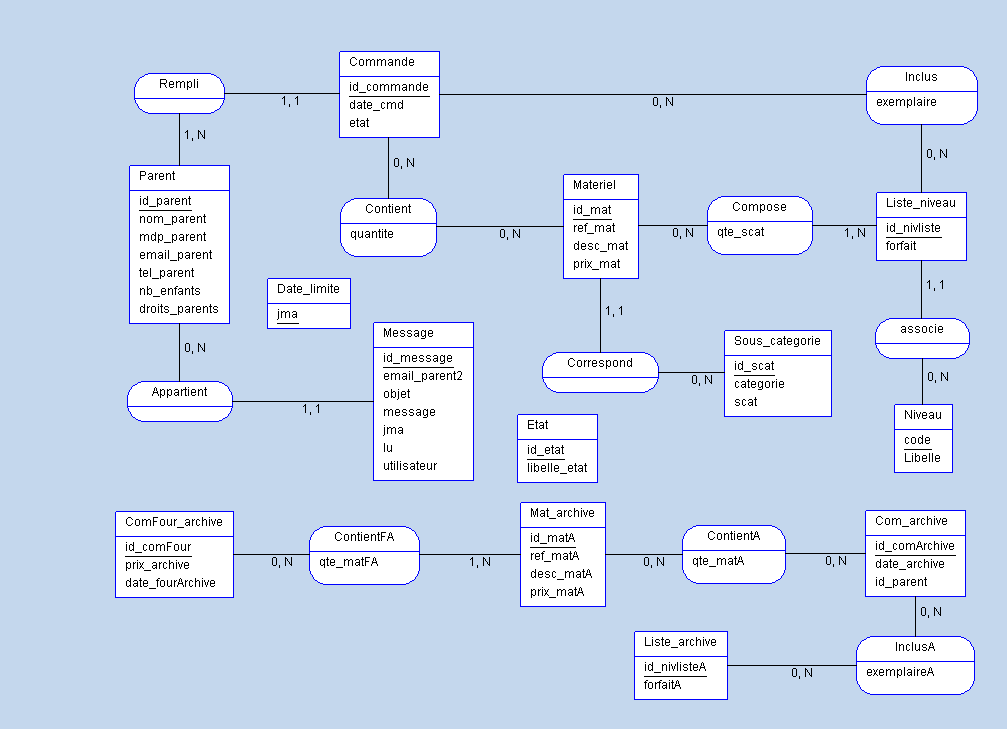 Rempli
1, 1
1, N
Commande
id_commande
date_cmd
etat
0, N
0, N
Inclus
exemplaire
0, N
Parent
id_parent
nom_parent
mdp_parent
email_parent
tel_parent
nb_enfants
droits_parents
0, N
Contient
quantite
0, N
Materiel
id_mat
ref_mat
desc_mat
prix_mat
0, N
Compose
qte_scat
1, N
Liste_niveau
id_nivliste
forfait
1, 1
Date_limite
jma
1, 1
Message
id_message
email_parent2
objet
message
jma
lu
utilisateur
Appartient
1, 1
Correspond
0, N
Sous_categorie
id_scat
categorie
scat
associe
0, N
Niveau
code
Libelle
Etat
id_etat
libelle_etat
ComFour_archive
id_comFour
prix_archive
date_fourArchive
0, N
ContientFA
qte_matFA
1, N
Mat_archive
id_matA
ref_matA
desc_matA
prix_matA
0, N
ContientA
qte_matA
0, N
Com_archive
id_comArchive
date_archive
id_parent
0, N
Liste_archive
id_nivlisteA
forfaitA
0, N
InclusA
exemplaireA